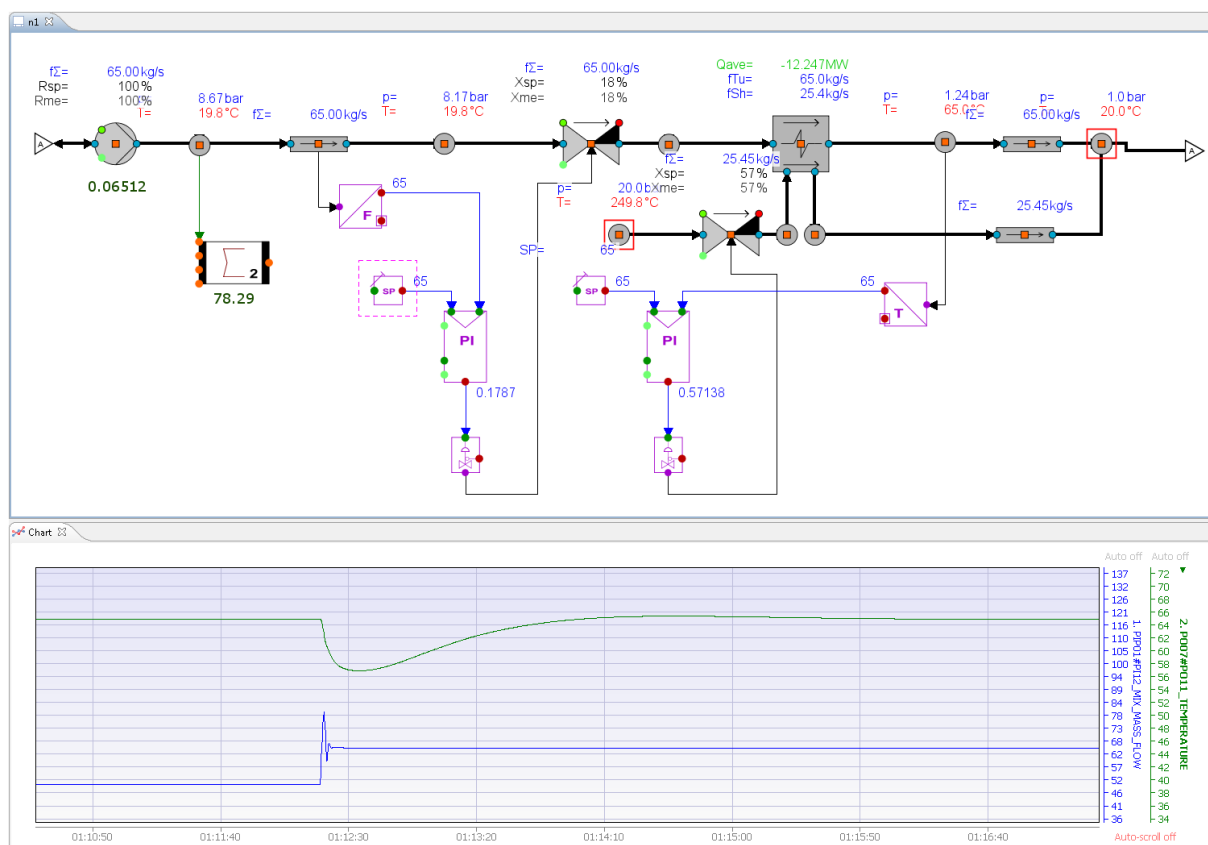 n1
fΣ= 65.00kg/s
Rsp= 100%
Rme= 100%
8.67bar
T= 19.8°C
fΣ= 65.00kg/s
p= 8.17bar
T= 19.8°C
fΣ= 65.00kg/s
Xsp= 18%
Xme= 18%
Qave= -12.247MW
fTu= 65.0kg/s
fSh= 25.4kg/s
p= 1.24bar
T= 65.0°C
fΣ= 65.00kg/s
p= 1.0bar
20.0°C
A
A
0.06512
fΣ= 25.45kg/s
Xsp= 57%
Xme= 57%
p= 20.0
T= 249.8°C
fΣ= 25.45kg/s
65
F
SP=
65
2
78.29
SP
65
SP
65
65
T
PI
PI
0.1787
0.57138
Chart
Auto off Auto off
137
132
126
121
116
110
105
100
94
89
84
78
73
68
62
57
52
46
41
36
1. PIP01#PI12_MIX_MASS_FLOW
72
70
68
66
64
62
60
58
56
54
52
50
48
46
44
42
40
38
36
34
2. PO07#PO11_TEMPERATURE
01:10:50 01:11:40 01:12:30 01:13:20 01:14:10 01:15:00 01:15:50 01:16:40
Auto-scroll off